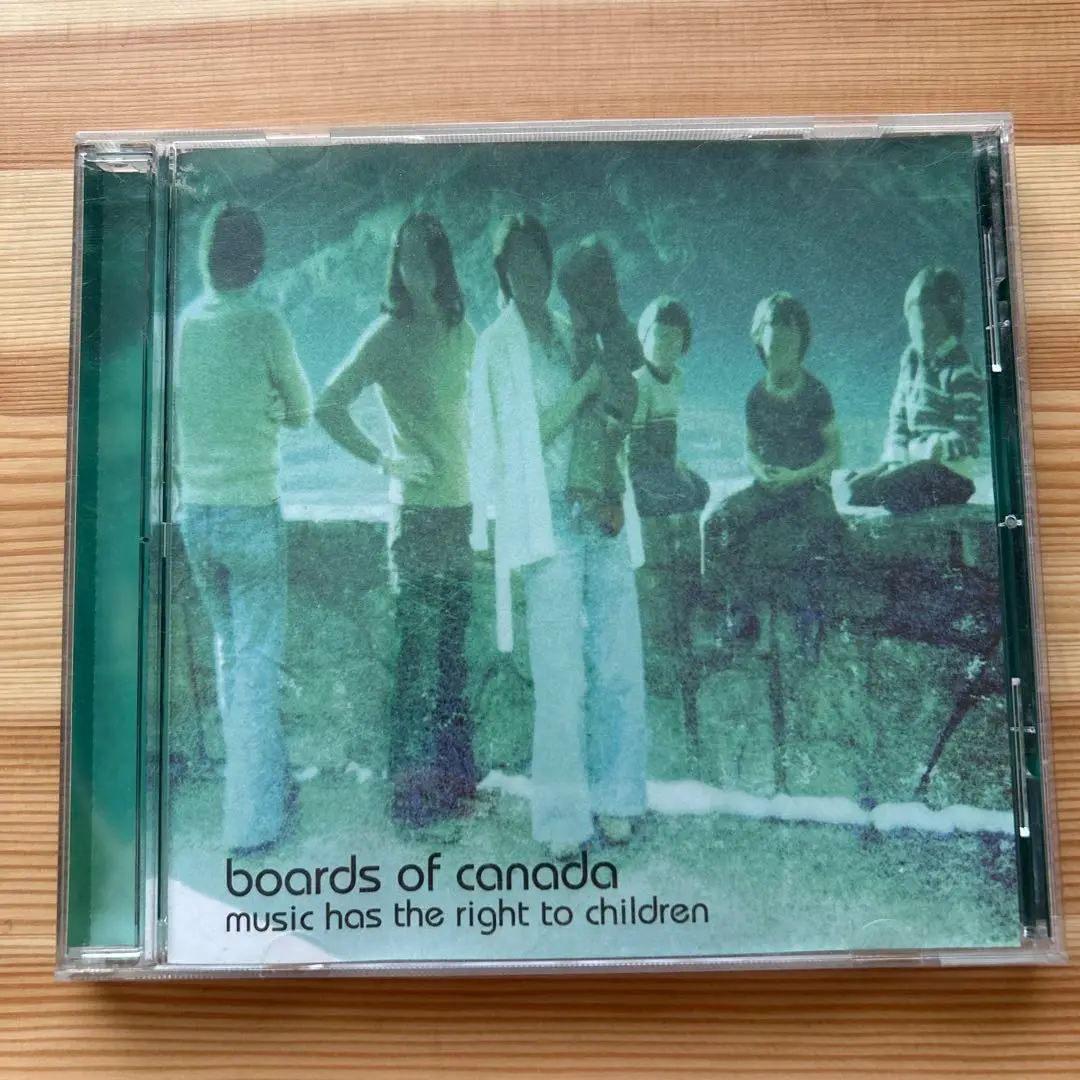 boards of canada
music has the right to children